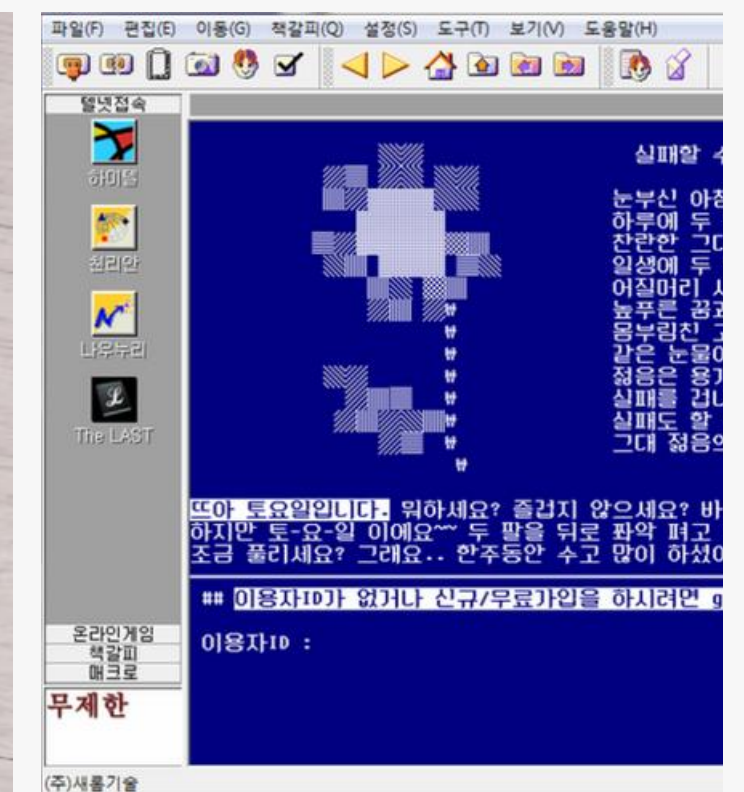 파일(F) 편집(E) 이동(G) 책갈피(Q) 설정(S) 도구(T) 보기(V) 도움말(H)
텔넷접속
하이텔
천리안
나우누리
The LAST
온라인게임
책갈피
매크로
무제한
(주)새롬기술
실패할 수
눈부신 아침
하루에 두
찬란한 그대
일생에 두
어질머리 사
높푸른 꿈과
몸부림친 고
같은 눈물이
젊음은 용기
실패를 겁내
실패도 할
그대 젊음의
뜨아 토요일입니다. 뭐하세요? 즐겁지 않으세요? 바
하지만 토-요-일 이에요~~ 두 팔을 뒤로 쫘악 펴고
조금 풀리세요? 그래요.. 한주동안 수고 많이 하셨어
## 이용자ID가 없거나 신규/무료가입을 하시려면 g
이용자ID :